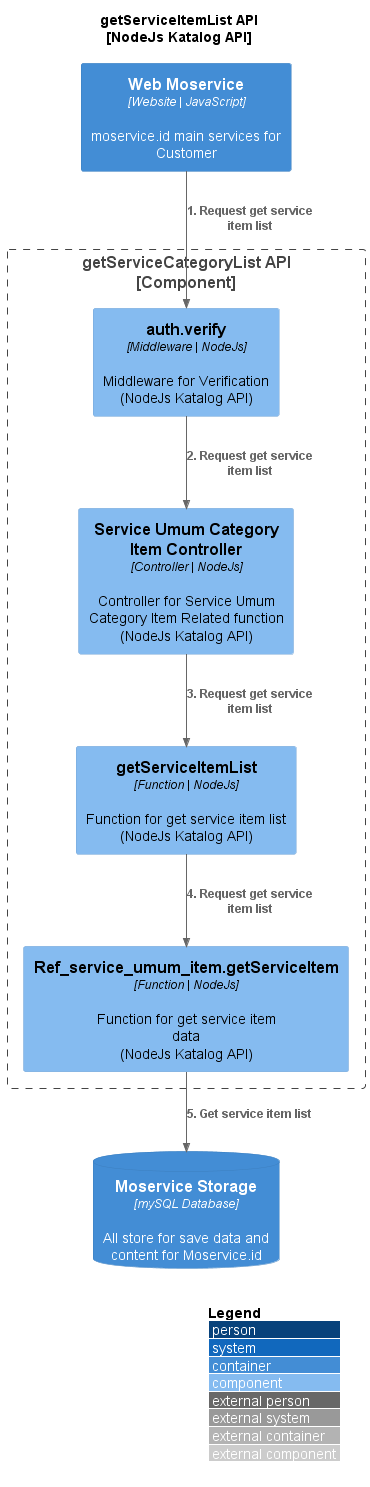 getServiceItemList API
[NodeJs Katalog API]
Web Moservice
[Website | JavaScript]
moservice.id main services for
Customer
1. Request get service
item list
getServiceCategoryList API
[Component]
auth.verify
[Middleware | NodeJs]
Middleware for Verification
(NodeJs Katalog API)
2. Request get service
item list
Service Umum Category
Item Controller
[Controller | NodeJs]
Controller for Service Umum
Category Item Related function
(NodeJs Katalog API)
3. Request get service
item list
getServiceItemList
[Function | NodeJs]
Function for get service item list
(NodeJs Katalog API)
4. Request get service
item list
Ref_service_umum_item.getServiceItem
[Function | NodeJs]
Function for get service item
data
(NodeJs Katalog API)
5. Get service item list
Moservice Storage
[mySQL Database]
All store for save data and
content for Moservice.id
Legend
person
system
container
component
external person
external system
external container
external component